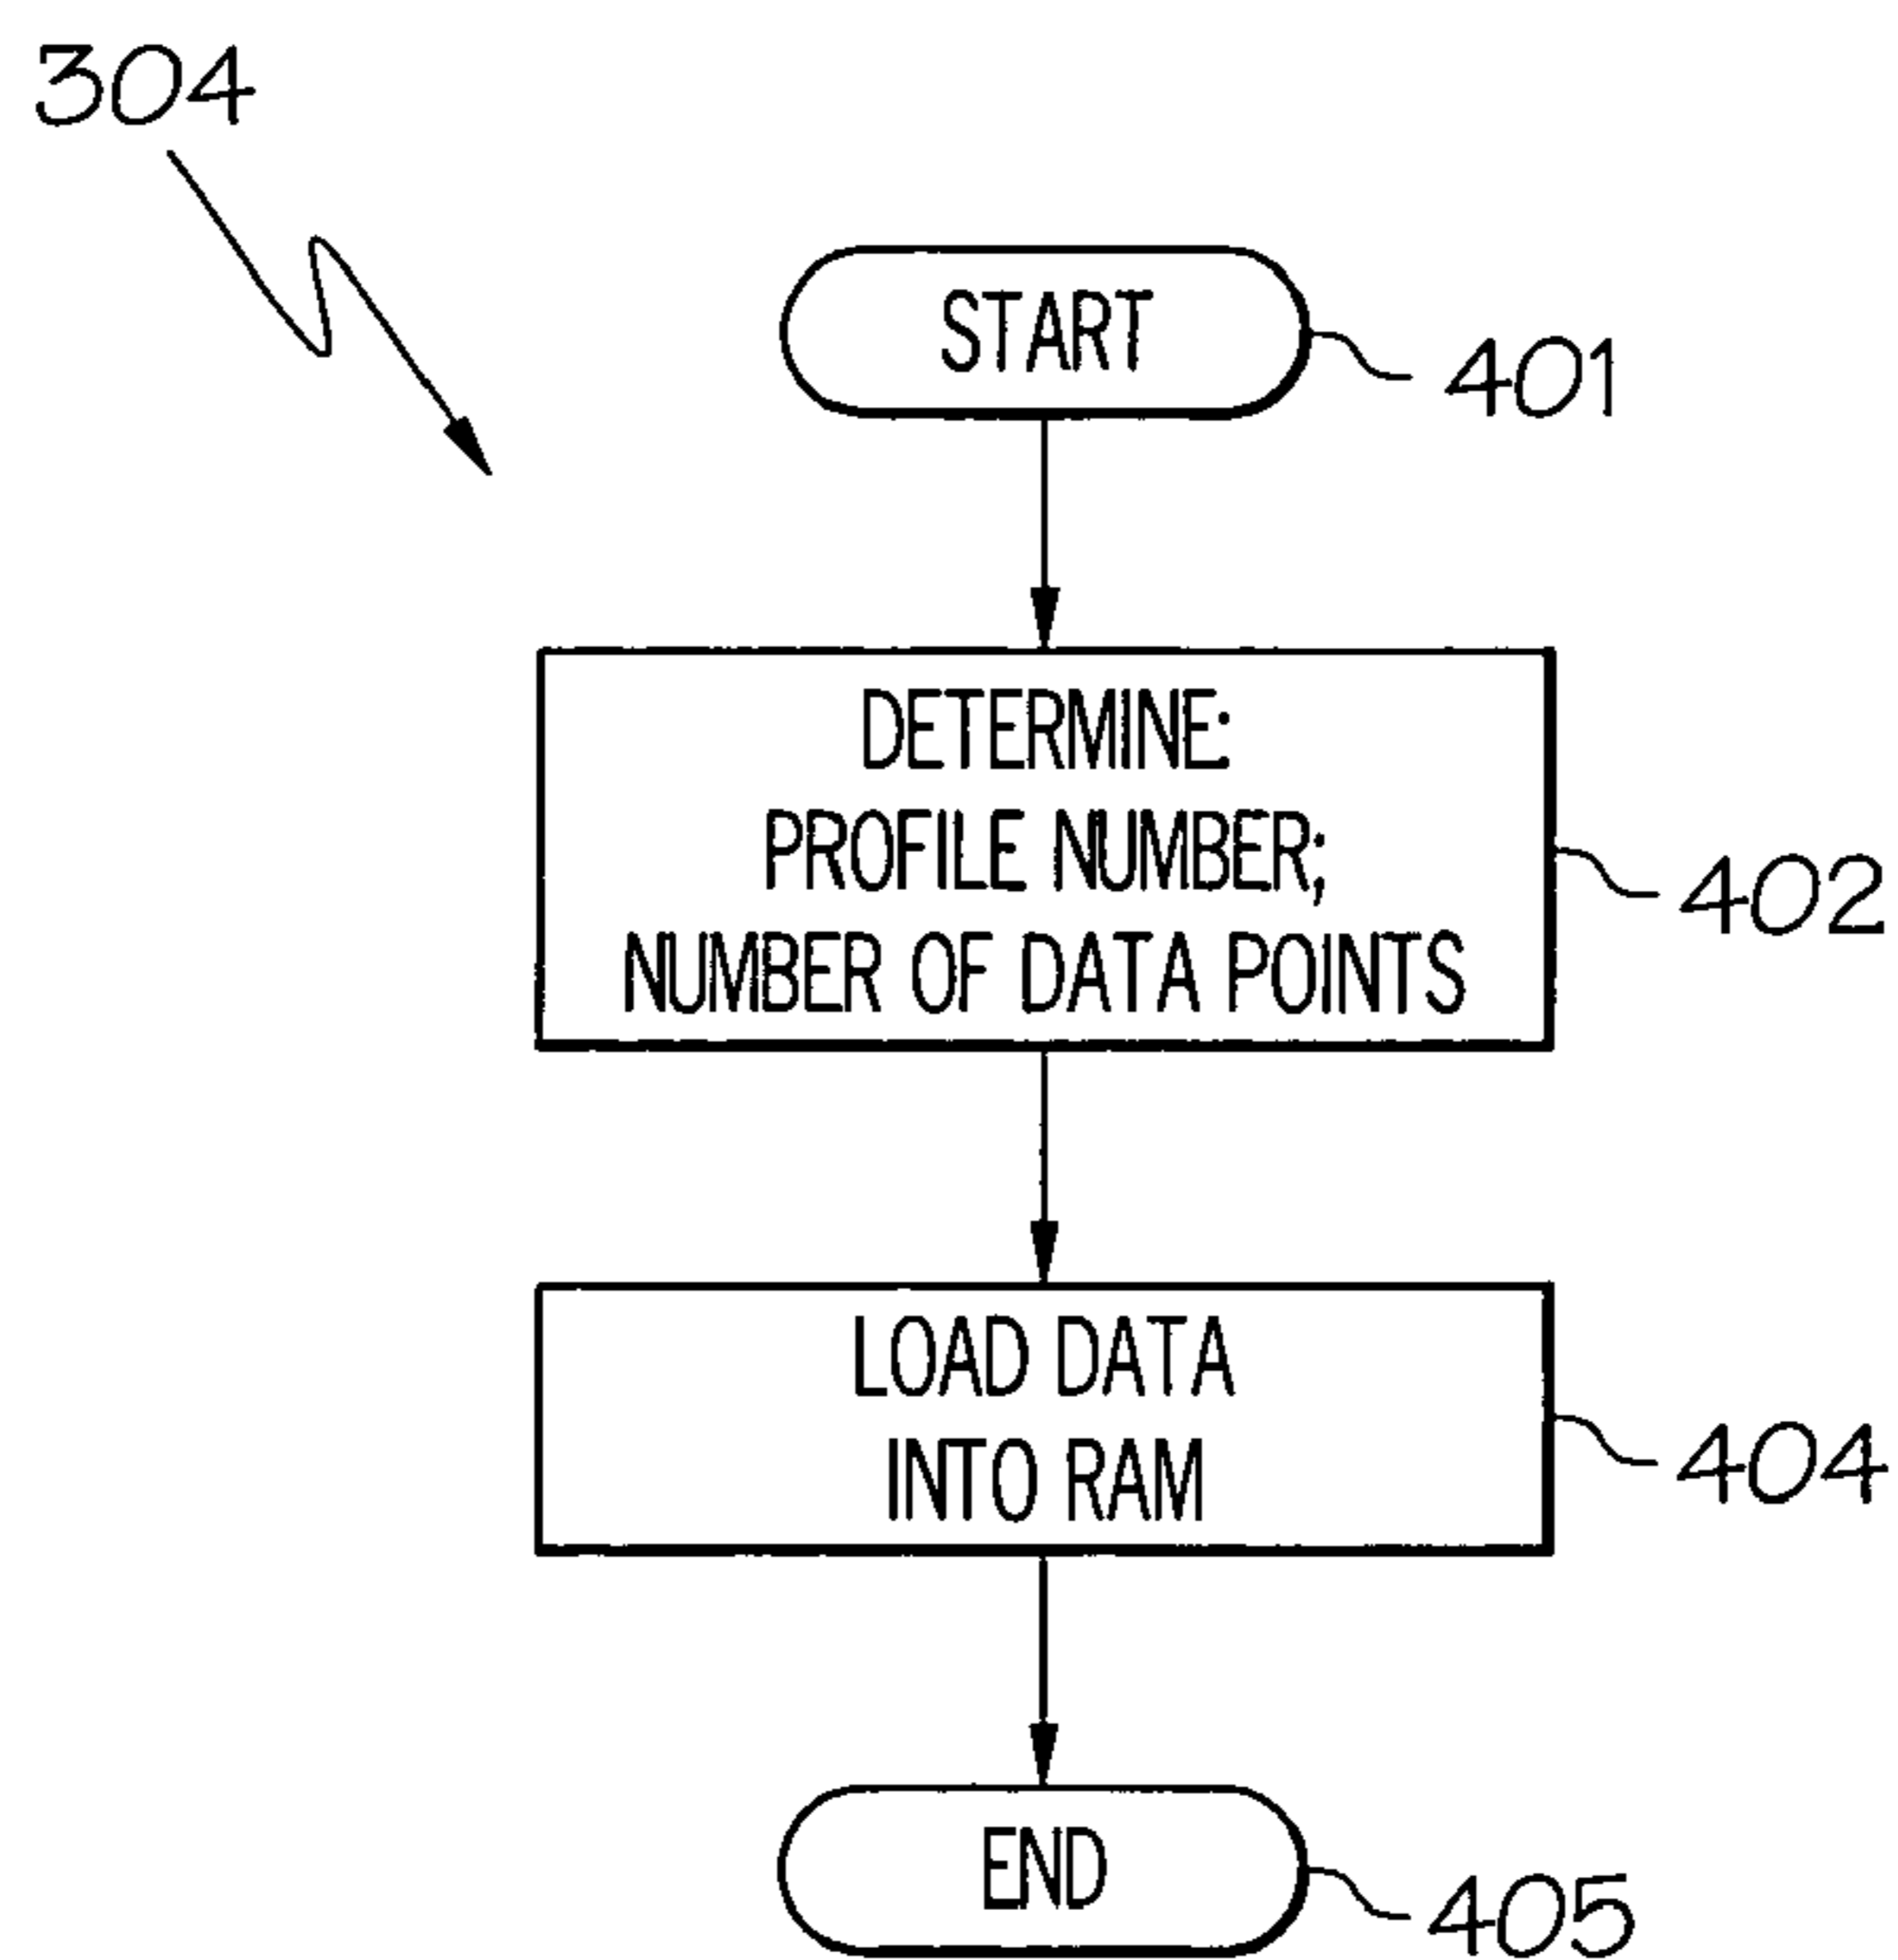 304
START
401
DETERMINE:
PROFILE NUMBER;
NUMBER OF DATA POINTS
402
LOAD DATA
INTO RAM
404
END
405